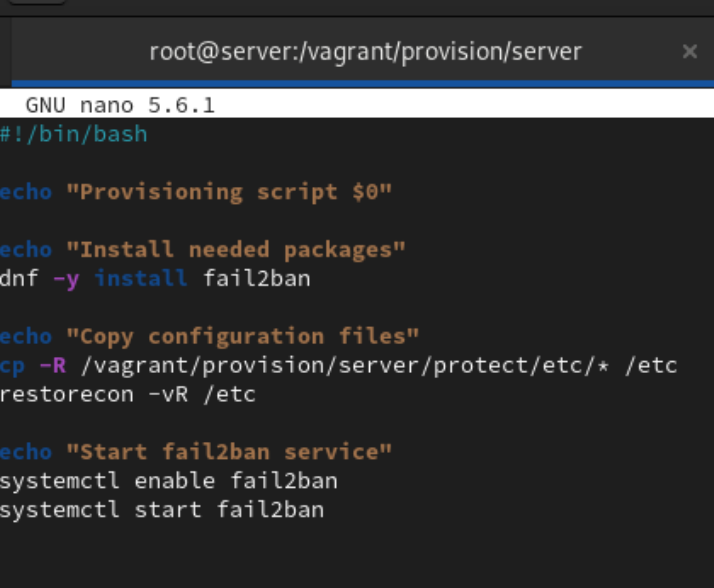 root@server:/vagrant/provision/server ×
GNU nano 5.6.1
#!/bin/bash
echo "Provisioning script $0"
echo "Install needed packages"
dnf -y install fail2ban
echo "Copy configuration files"
cp -R /vagrant/provision/server/protect/etc/* /etc
restorecon -vR /etc
echo "Start fail2ban service"
systemctl enable fail2ban
systemctl start fail2ban